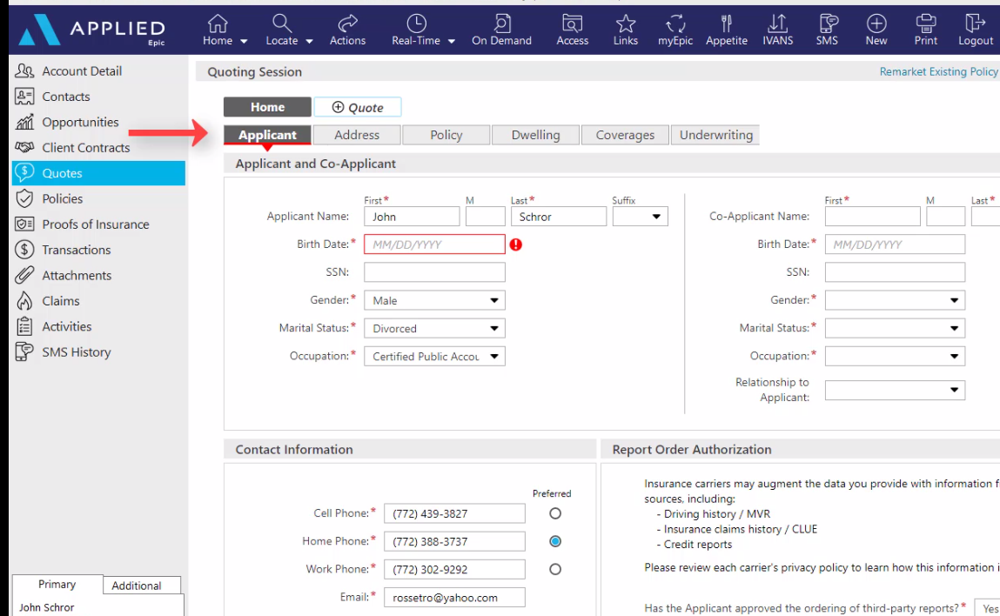 APPLIED
Epic
Home
Locate
Actions
Real-Time
On Demand
Access
Links
myEpic
Appetite
IVANS
SMS
New
Print
Logout
Account Detail
Contacts
Opportunities
Client Contracts
Quotes
Policies
Proofs of Insurance
Transactions
Attachments
Claims
Activities
SMS History
Primary Additional
John Schror
Quoting Session Remarket Existing Policy
Home Quote
Applicant Address Policy Dwelling Coverages Underwriting
Applicant and Co-Applicant
First* M Last* Suffix
Applicant Name: John Schror
Birth Date:* MM/DD/YYYY
SSN:
Gender:* Male
Marital Status:* Divorced
Occupation:* Certified Public Accou
First* M Last*
Co-Applicant Name:
Birth Date:* MM/DD/YYYY
SSN:
Gender:*
Marital Status:*
Occupation:*
Relationship to
Applicant:
Contact Information
Preferred
Cell Phone:* (772) 439-3827
Home Phone:* (772) 388-3737
Work Phone:* (772) 302-9292
Email:* rossetro@yahoo.com
Report Order Authorization
Insurance carriers may augment the data you provide with information
sources, including:
- Driving history / MVR
- Insurance claims history / CLUE
- Credit reports
Please review each carrier's privacy policy to learn how this information
Has the Applicant approved the ordering of third-party reports?* Yes